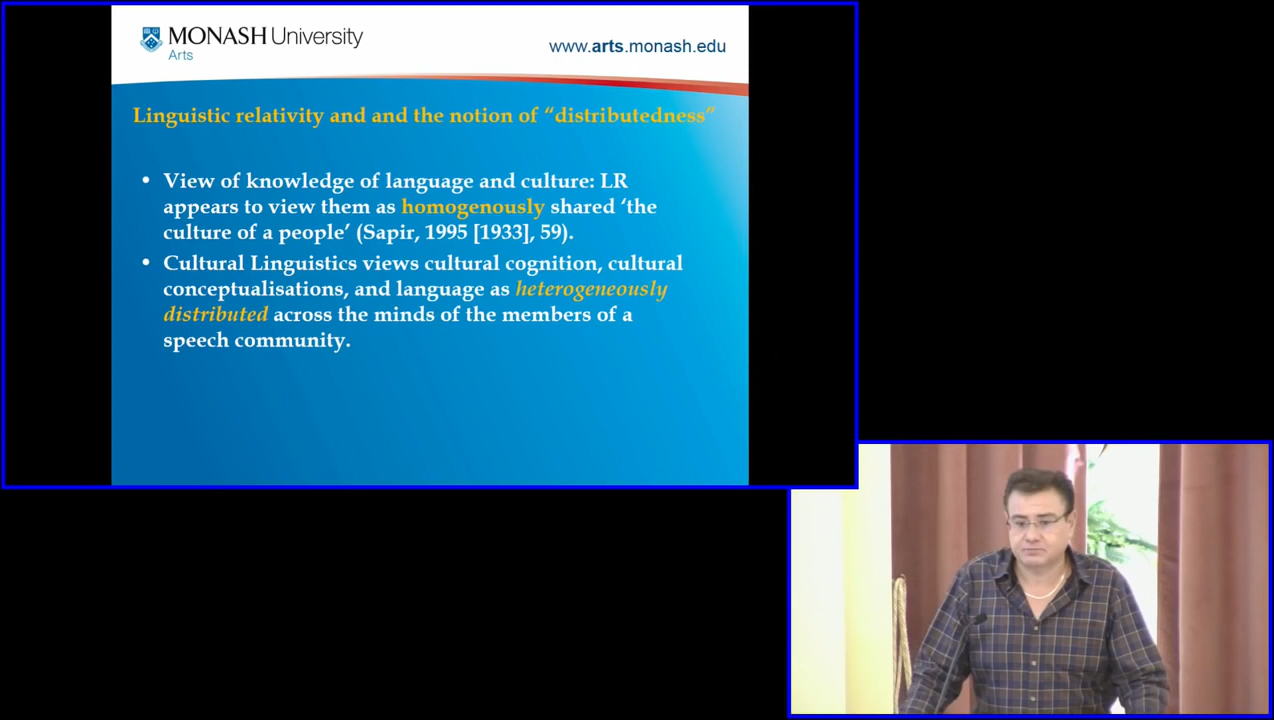 MONASH University
Arts
www.arts.monash.edu
Linguistic relativity and and the notion of “distributedness”
• View of knowledge of language and culture: LR
appears to view them as homogenously shared ‘the
culture of a people’ (Sapir, 1995 [1933], 59).
• Cultural Linguistics views cultural cognition, cultural
conceptualisations, and language as heterogeneously
distributed across the minds of the members of a
speech community.